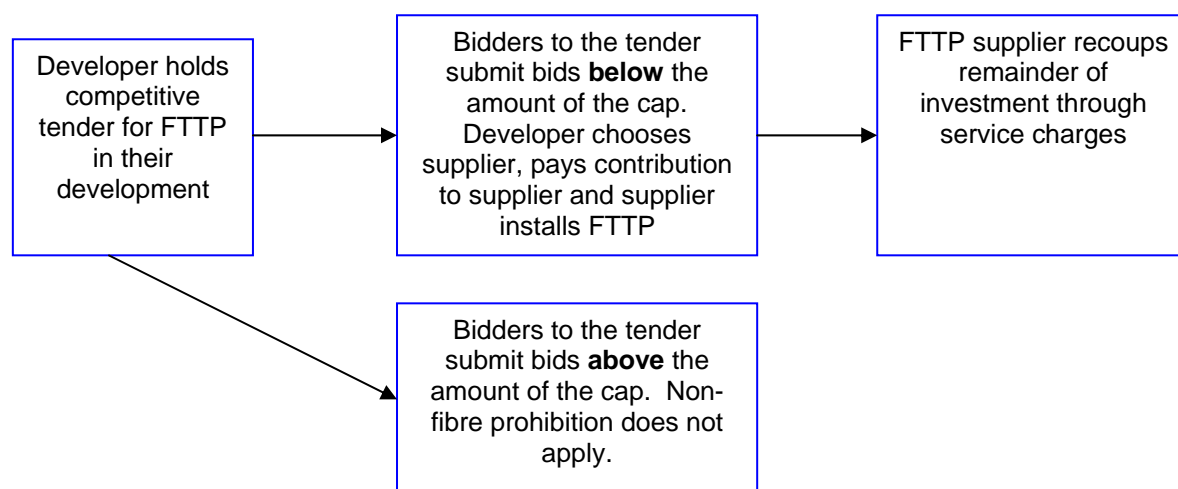 Developer holds
competitive
tender for FTTP
in their
development
Bidders to the tender
submit bids below the
amount of the cap.
Developer chooses
supplier, pays contribution
to supplier and supplier
installs FTTP
FTTP supplier recoups
remainder of
investment through
service charges
Bidders to the tender
submit bids above the
amount of the cap.  Non-
fibre prohibition does not
apply.